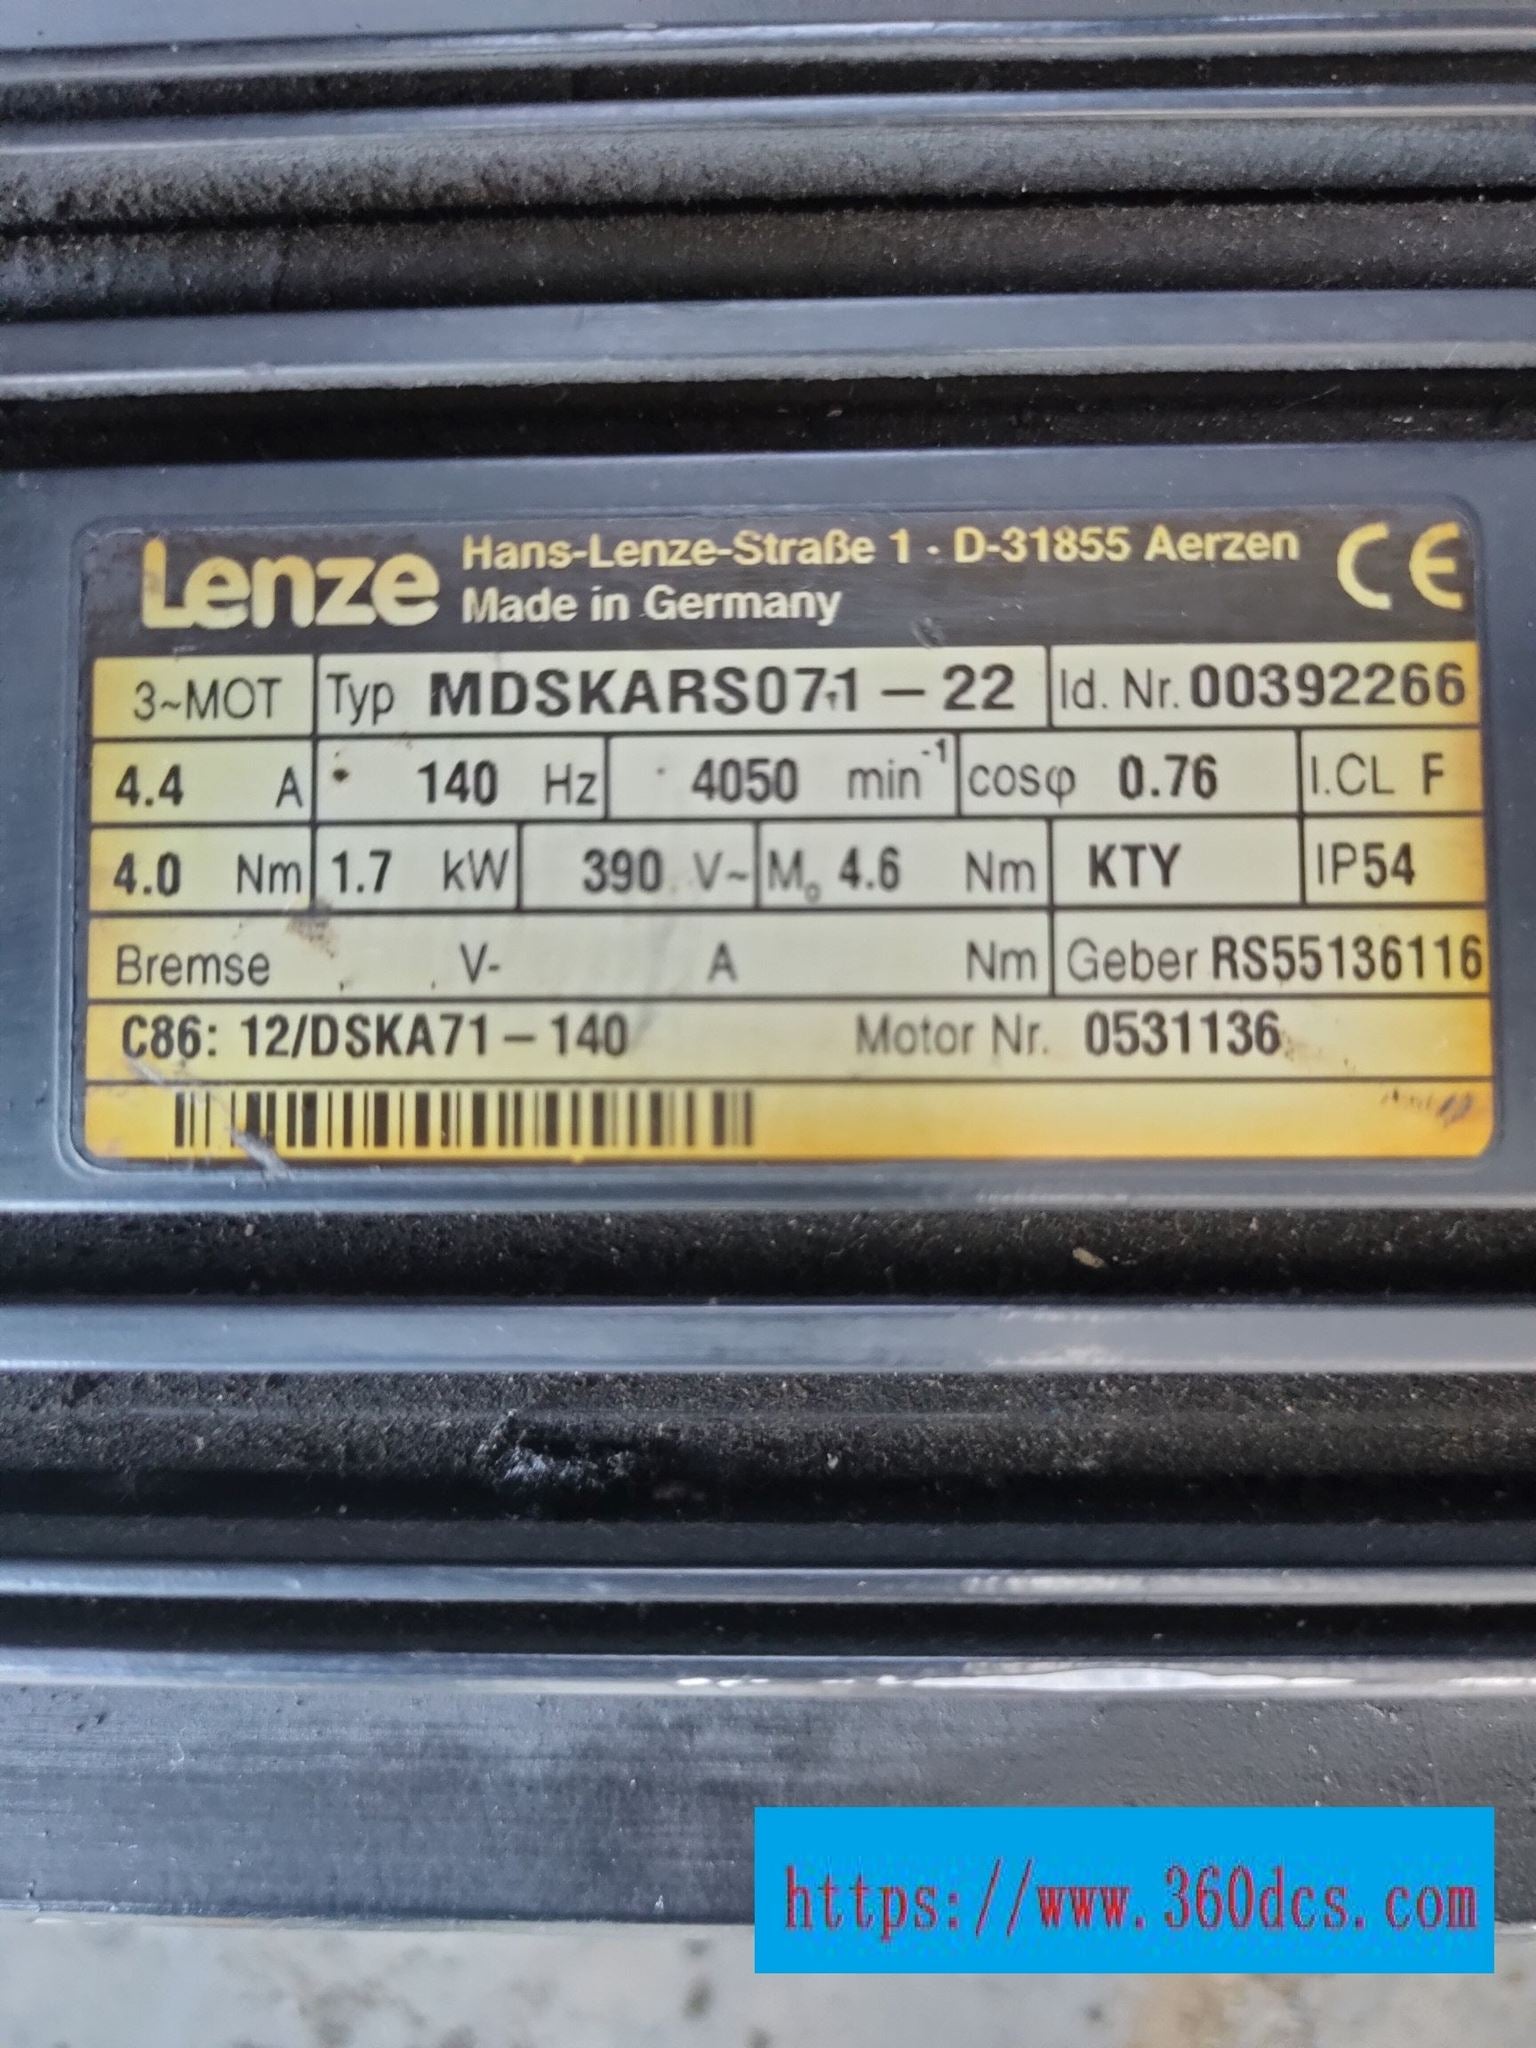 Lenze Hans-Lenze-Straße 1 · D-31855 Aerzen CE
Made in Germany
3~MOT Typ MDSKARS071-22 Id. Nr. 00392266
4.4 A 140 Hz 4050 min⁻¹ cosφ 0.76 I.CL F
4.0 Nm 1.7 kW 390 V~ M₀ 4.6 Nm KTY IP54
Bremse V- A Nm Geber RS55136116
C86: 12/DSKA71-140 Motor Nr. 0531136
https://www.360dcs.com